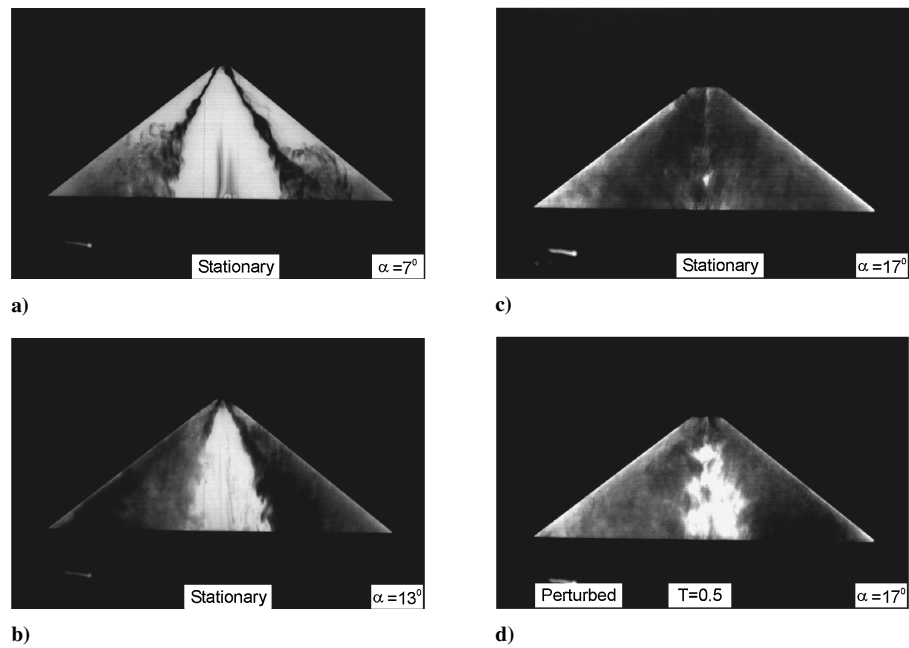 Stationary
α=7⁰
a)
Stationary
α=13⁰
b)
Stationary
α=17⁰
c)
Perturbed
T=0.5
α=17⁰
d)